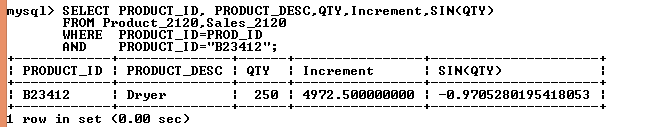 mysql> SELECT PRODUCT_ID, PRODUCT_DESC,QTY,Increment,SIN(QTY)
FROM Product_2120,Sales_2120
WHERE PRODUCT_ID=PROD_ID
AND PRODUCT_ID="B23412";
+------------+--------------+-----+----------------+---------------------+
| PRODUCT_ID | PRODUCT_DESC | QTY | Increment | SIN(QTY) |
+------------+--------------+-----+----------------+---------------------+
| B23412 | Dryer | 250 | 4972.500000000 | -0.9705280195418053 |
+------------+--------------+-----+----------------+---------------------+
1 row in set (0.00 sec)